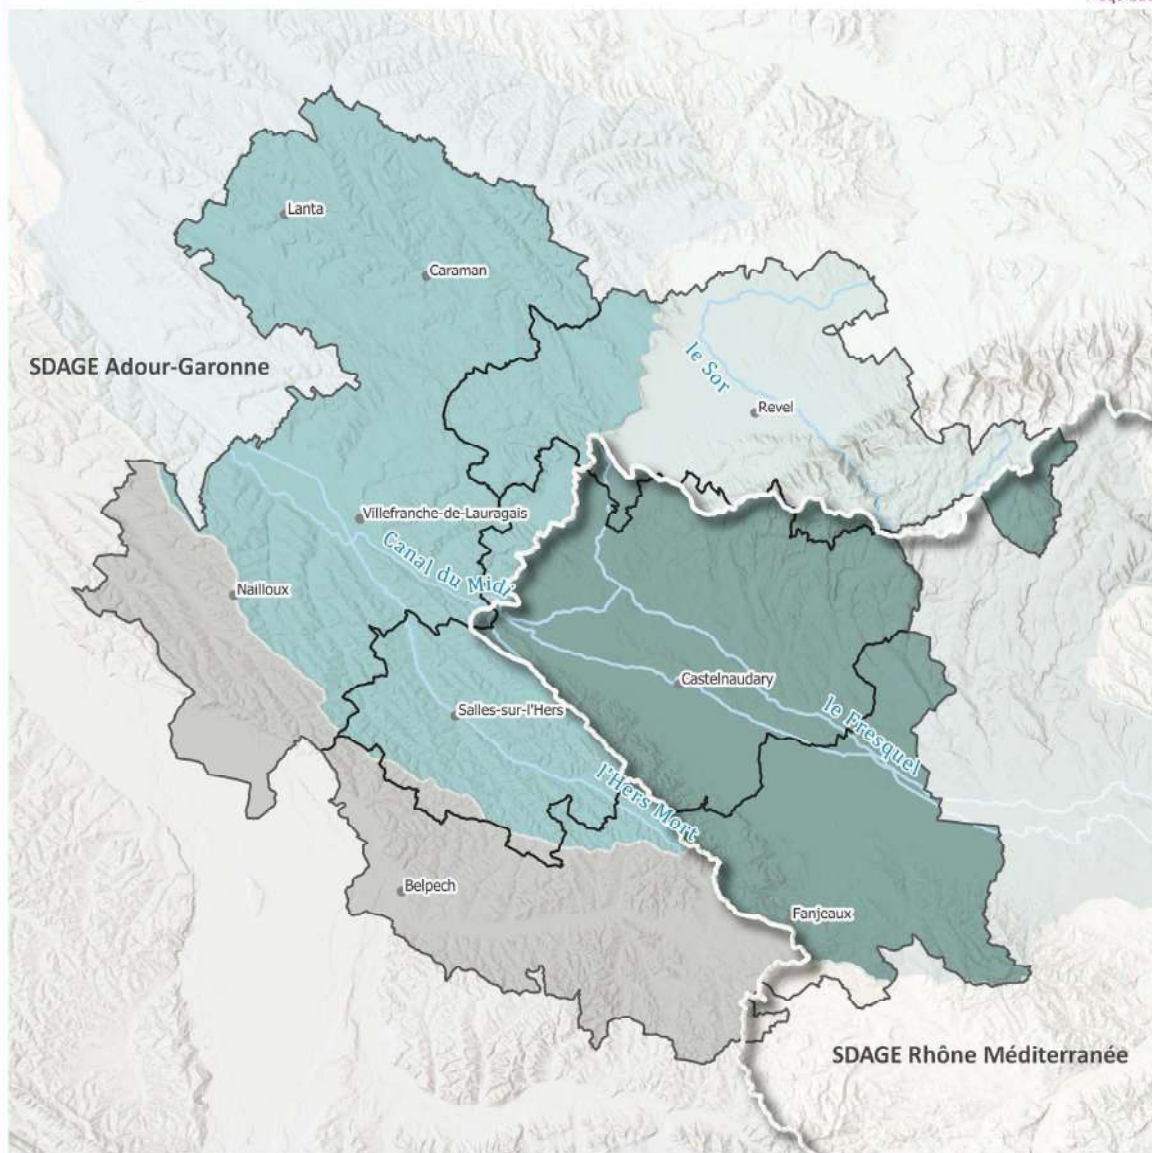 Lanta
Caraman
SDAGE Adour-Garonne
le Sor
Revel
Villefranche-de-Lauragais
Canal du Midi
Nailloux
Castelnaudary
Salles-sur-l'Hers
le Fresquel
l'Hers Mort
Belpech
Fanjeaux
SDAGE Rhône Méditerranée